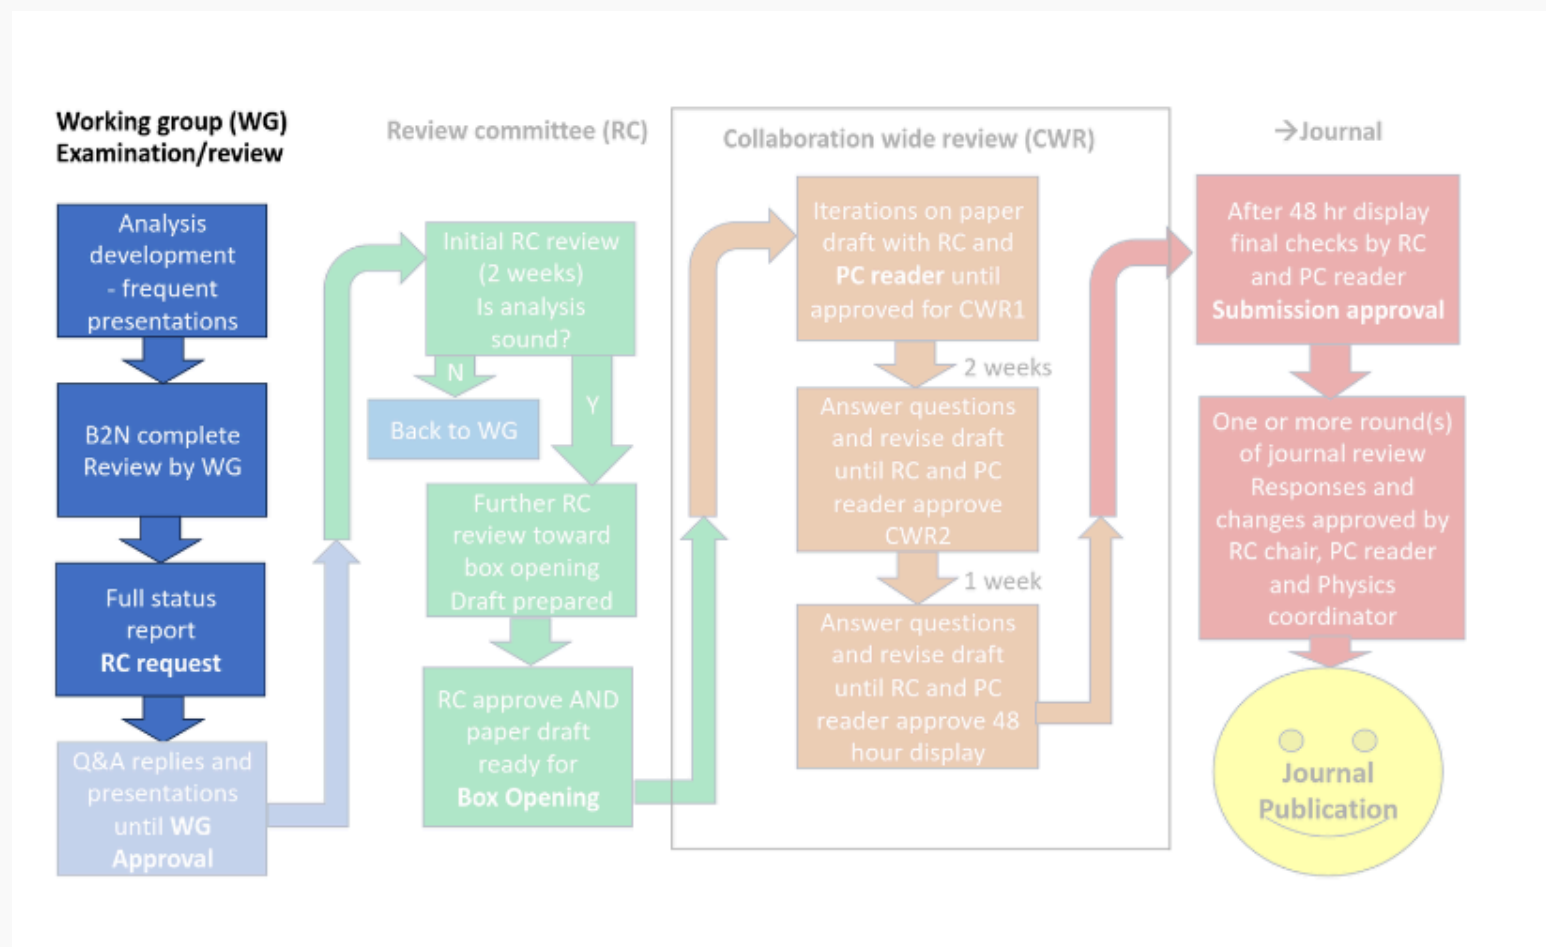 Working group (WG)
Examination/review
Analysis
development
- frequent
presentations
B2N complete
Review by WG
Full status
report
RC request
Q&A replies and
presentations
until WG
Approval
Review committee (RC)
Initial RC review
(2 weeks)
Is analysis
sound?
N
Y
Back to WG
Further RC
review toward
box opening
Draft prepared
RC approve AND
paper draft
ready for
Box Opening
Collaboration wide review (CWR)
Iterations on paper
draft with RC and
PC reader until
approved for CWR1
2 weeks
Answer questions
and revise draft
until RC and PC
reader approve
CWR2
1 week
Answer questions
and revise draft
until RC and PC
reader approve 48
hour display
→Journal
After 48 hr display
final checks by RC
and PC reader
Submission approval
One or more round(s)
of journal review
Responses and
changes approved by
RC chair, PC reader
and Physics
coordinator
Journal
Publication